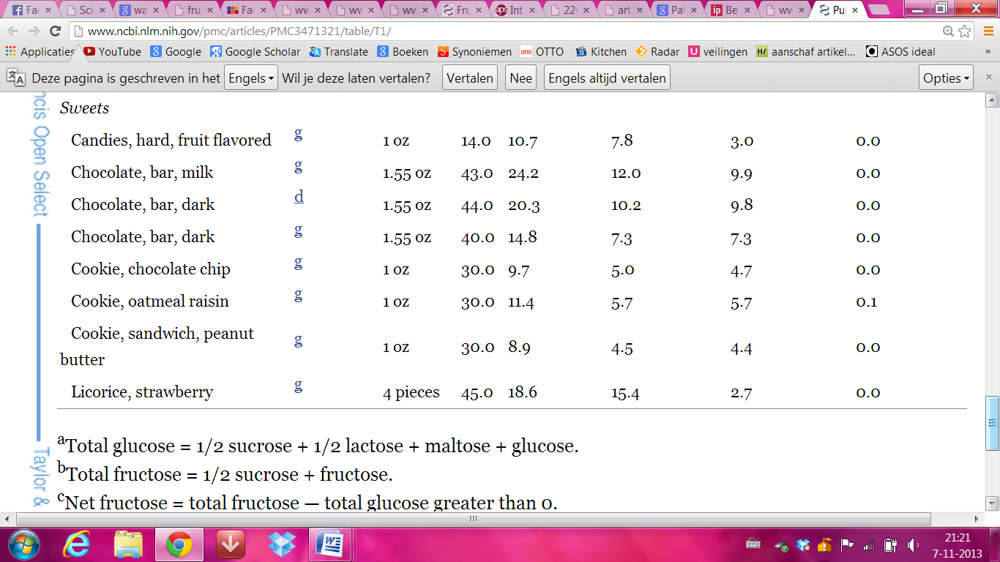 Fac
Sci
wa
fru
Fac
ww
ww
ww
Fru
aps
Int
224
art
Pat
ip
Be
ww
Pul
www.ncbi.nlm.nih.gov/pmc/articles/PMC3471321/table/T1/
Applicaties
YouTube
Google
Google Scholar
Translate
Boeken
Synoniemen
OTTO
OTTO
Kitchen
Radar
veilingen
H/
aanschaf artikel...
ASOS ideal
»
Deze pagina is geschreven in het Engels Wil je deze laten vertalen? Vertalen Nee Engels altijd vertalen Opties
ncis Open Select
Taylor &
Sweets
Candies, hard, fruit flavored g 1 oz 14.0 10.7 7.8 3.0 0.0
Chocolate, bar, milk g 1.55 oz 43.0 24.2 12.0 9.9 0.0
Chocolate, bar, dark d 1.55 oz 44.0 20.3 10.2 9.8 0.0
Chocolate, bar, dark g 1.55 oz 40.0 14.8 7.3 7.3 0.0
Cookie, chocolate chip g 1 oz 30.0 9.7 5.0 4.7 0.0
Cookie, oatmeal raisin g 1 oz 30.0 11.4 5.7 5.7 0.1
Cookie, sandwich, peanut
butter g 1 oz 30.0 8.9 4.5 4.4 0.0
Licorice, strawberry g 4 pieces 45.0 18.6 15.4 2.7 0.0
aTotal glucose = 1/2 sucrose + 1/2 lactose + maltose + glucose.
bTotal fructose = 1/2 sucrose + fructose.
cNet fructose = total fructose — total glucose greater than 0.
21:21
7-11-2013